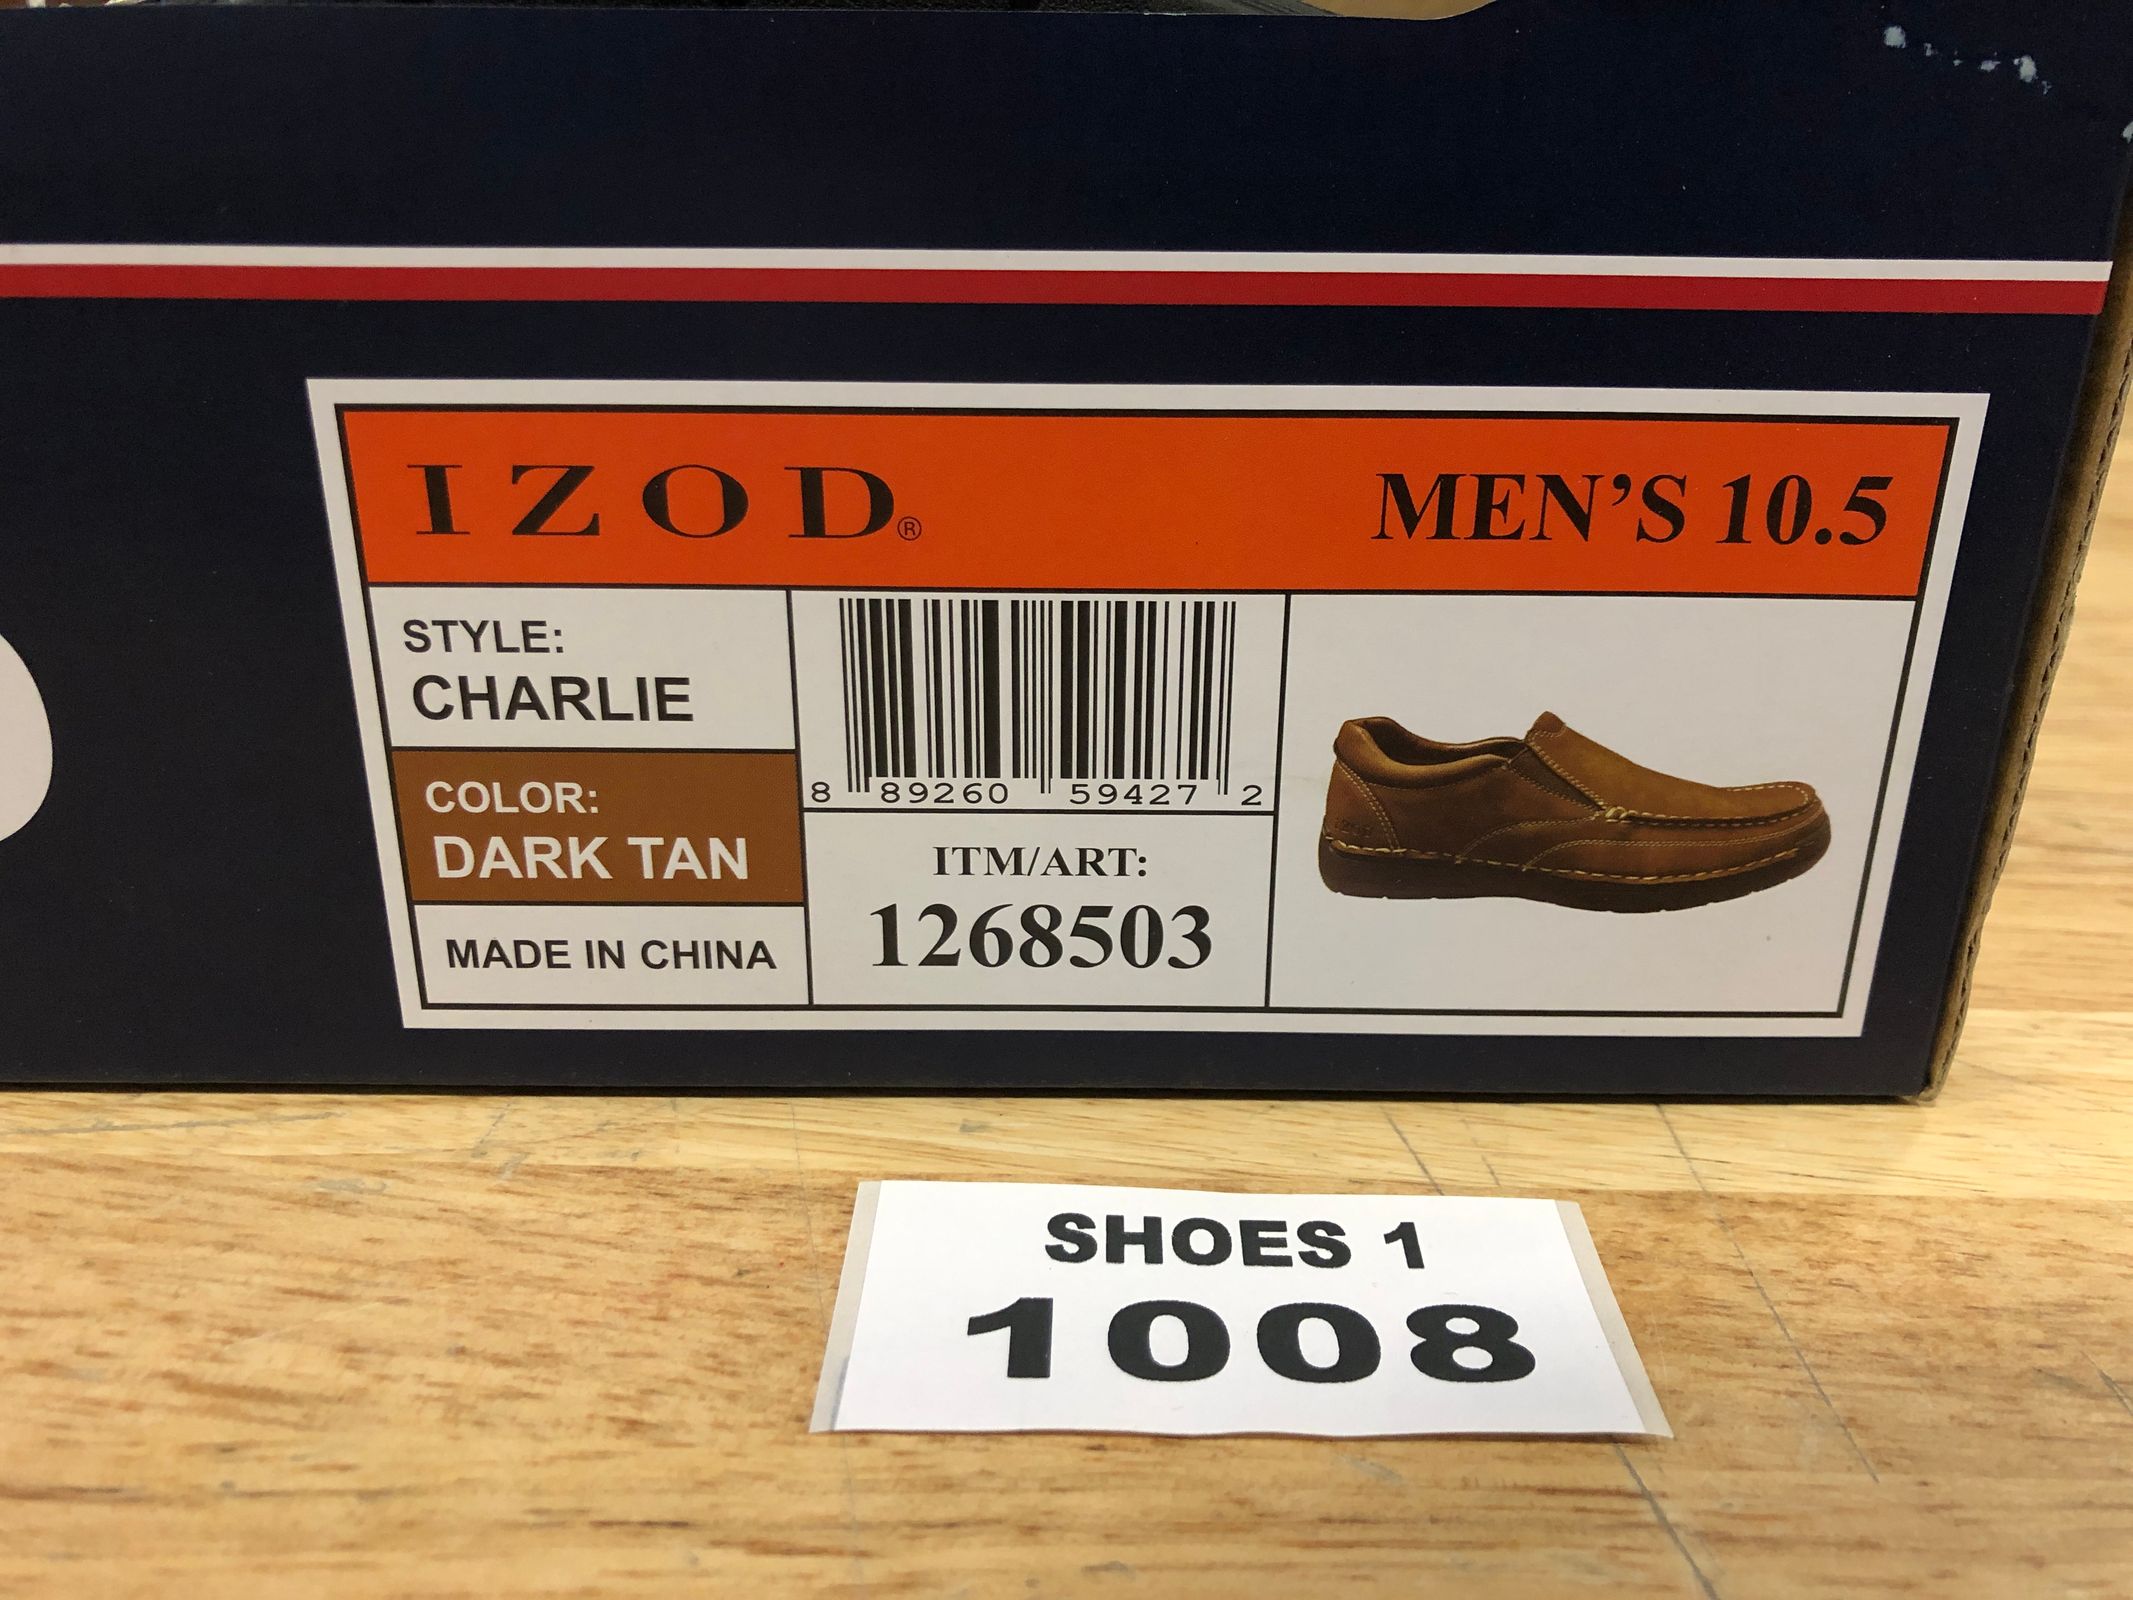 IZOD® MEN'S 10.5
STYLE:
CHARLIE
COLOR:
DARK TAN
MADE IN CHINA
8 89260 59427 2
ITM/ART:
1268503
SHOES 1
1008